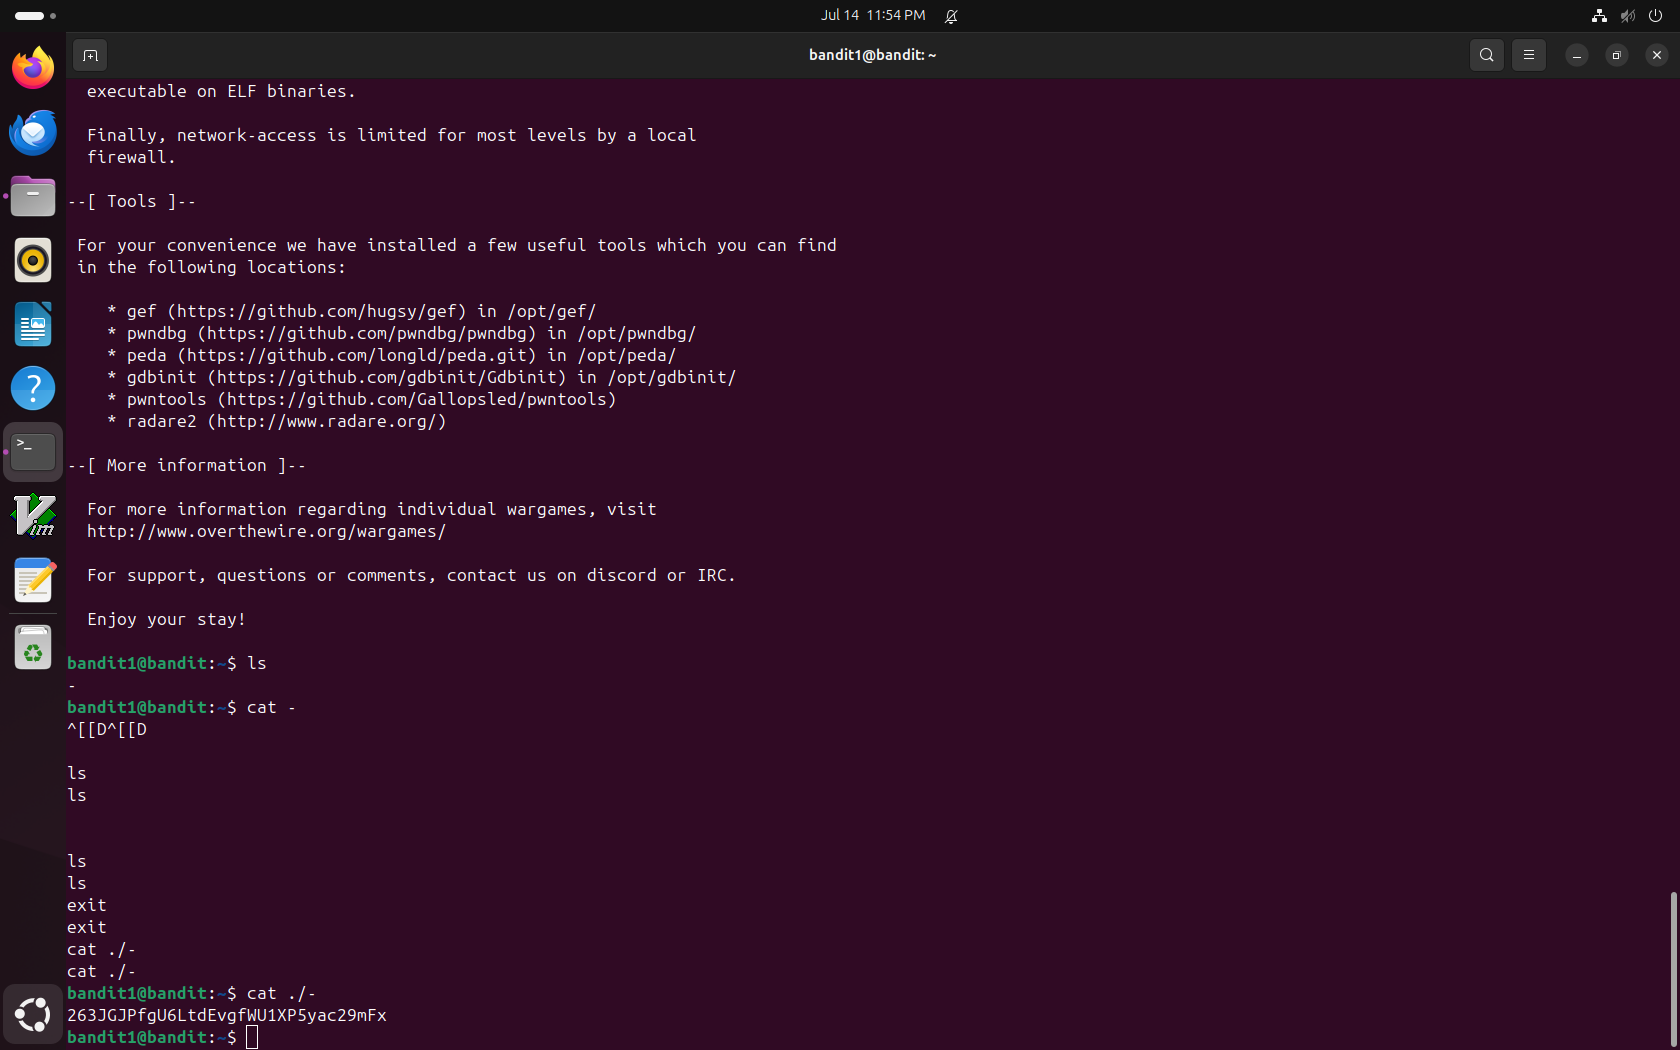 Jul 14 11:54 PM
bandit1@bandit: ~
executable on ELF binaries.
Finally, network-access is limited for most levels by a local
firewall.
--[ Tools ]--
For your convenience we have installed a few useful tools which you can find
in the following locations:
* gef (https://github.com/hugsy/gef) in /opt/gef/
* pwndbg (https://github.com/pwndbg/pwndbg) in /opt/pwndbg/
* peda (https://github.com/longld/peda.git) in /opt/peda/
* gdbinit (https://github.com/gdbinit/Gdbinit) in /opt/gdbinit/
* pwntools (https://github.com/Gallopsled/pwntools)
* radare2 (http://www.radare.org/)
--[ More information ]--
For more information regarding individual wargames, visit
http://www.overthewire.org/wargames/
For support, questions or comments, contact us on discord or IRC.
Enjoy your stay!
bandit1@bandit:~$ ls
-
bandit1@bandit:~$ cat -
^[[D^[[D
ls
ls
ls
ls
exit
exit
cat ./-
cat ./-
bandit1@bandit:~$ cat ./-
263JGJPfgU6LtdEvgfWU1XP5yac29mFx
bandit1@bandit:~$